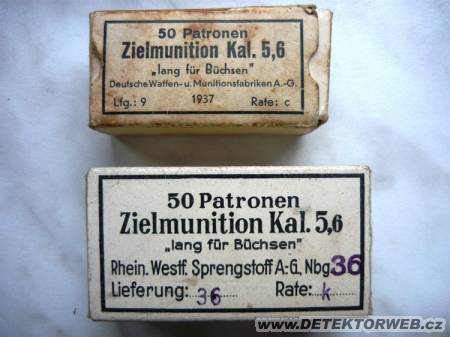 50 Patronen
Zielmunition Kal. 5,6
„lang für Büchsen"
Deutsche Waffen- u. Munitionsfabriken A.-G.
Lfg.: 9 1937 Rate: c
50 Patronen
Zielmunition Kal. 5,6
„lang für Büchsen"
Rhein. Westf. Sprengstoff A.-G., Nbg 36
Lieferung: 36 Rate: k
WWW.DETEKTORWEB.CZ